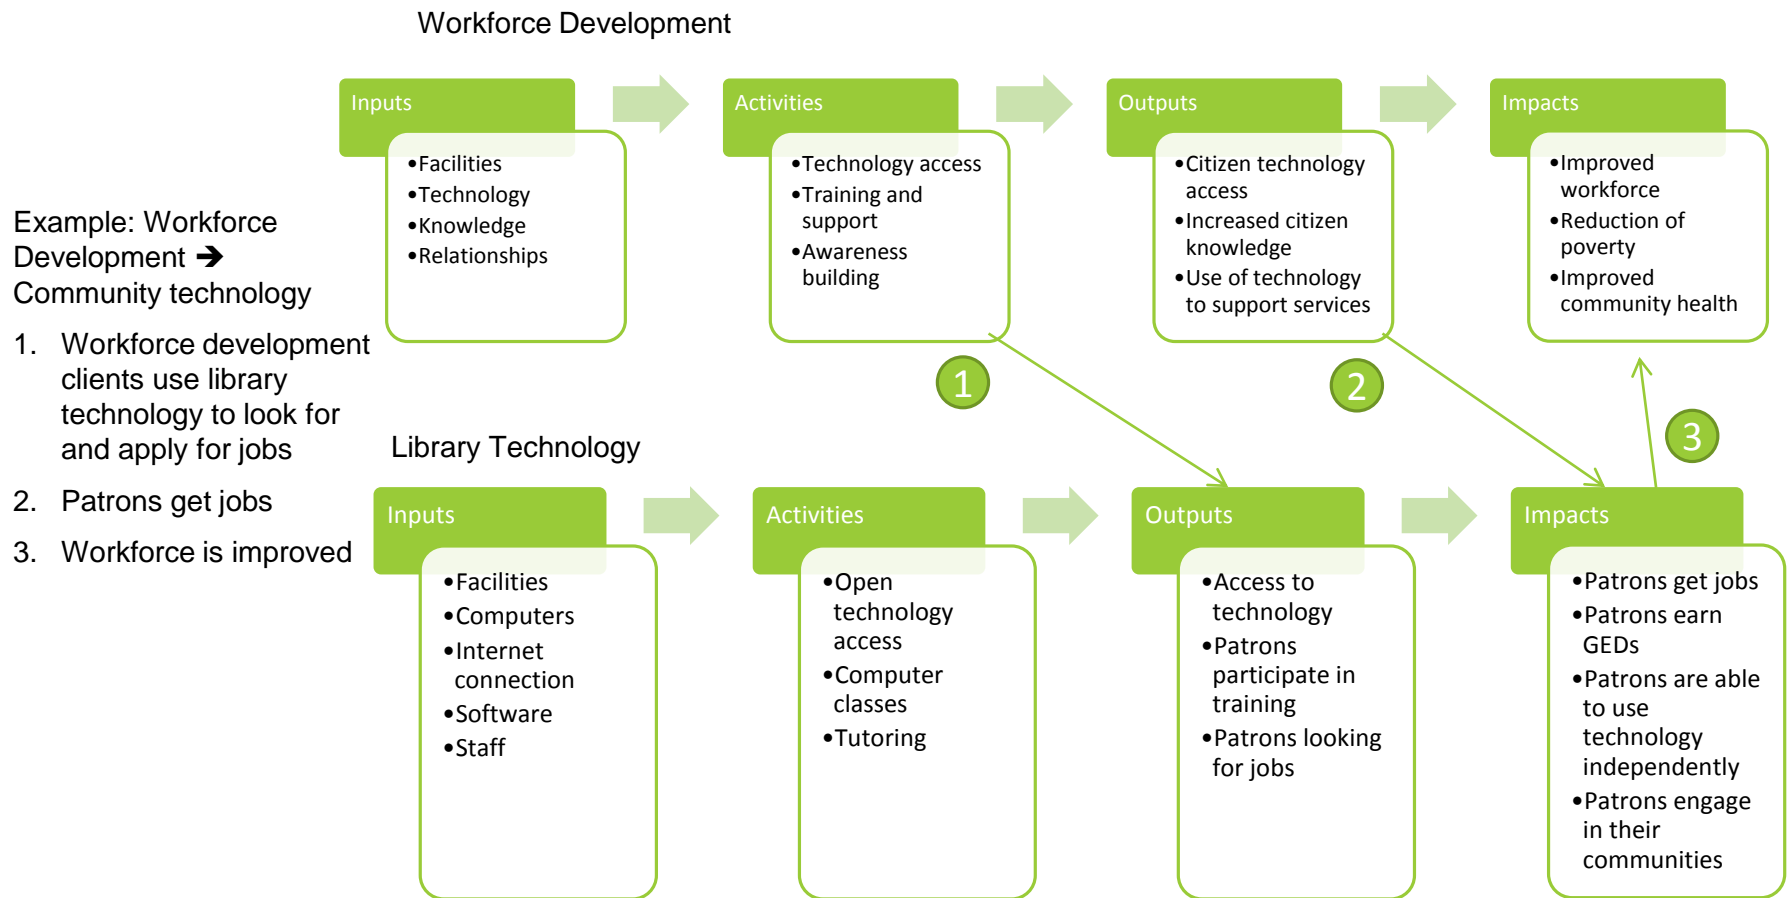 Workforce Development
Inputs
•Facilities
•Technology
•Knowledge
•Relationships
Activities
•Technology access
•Training and
support
•Awareness
building
Outputs
•Citizen technology
access
•Increased citizen
knowledge
•Use of technology
to support services
Impacts
•Improved
workforce
•Reduction of
poverty
•Improved
community health
Example: Workforce
Development ➔
Community technology
1. Workforce development
clients use library
technology to look for
and apply for jobs
2. Patrons get jobs
3. Workforce is improved
1
2
3
Library Technology
Inputs
•Facilities
•Computers
•Internet
connection
•Software
•Staff
Activities
•Open
technology
access
•Computer
classes
•Tutoring
Outputs
•Access to
technology
•Patrons
participate in
training
•Patrons looking
for jobs
Impacts
•Patrons get jobs
•Patrons earn
GEDs
•Patrons are able
to use
technology
independently
•Patrons engage
in their
communities